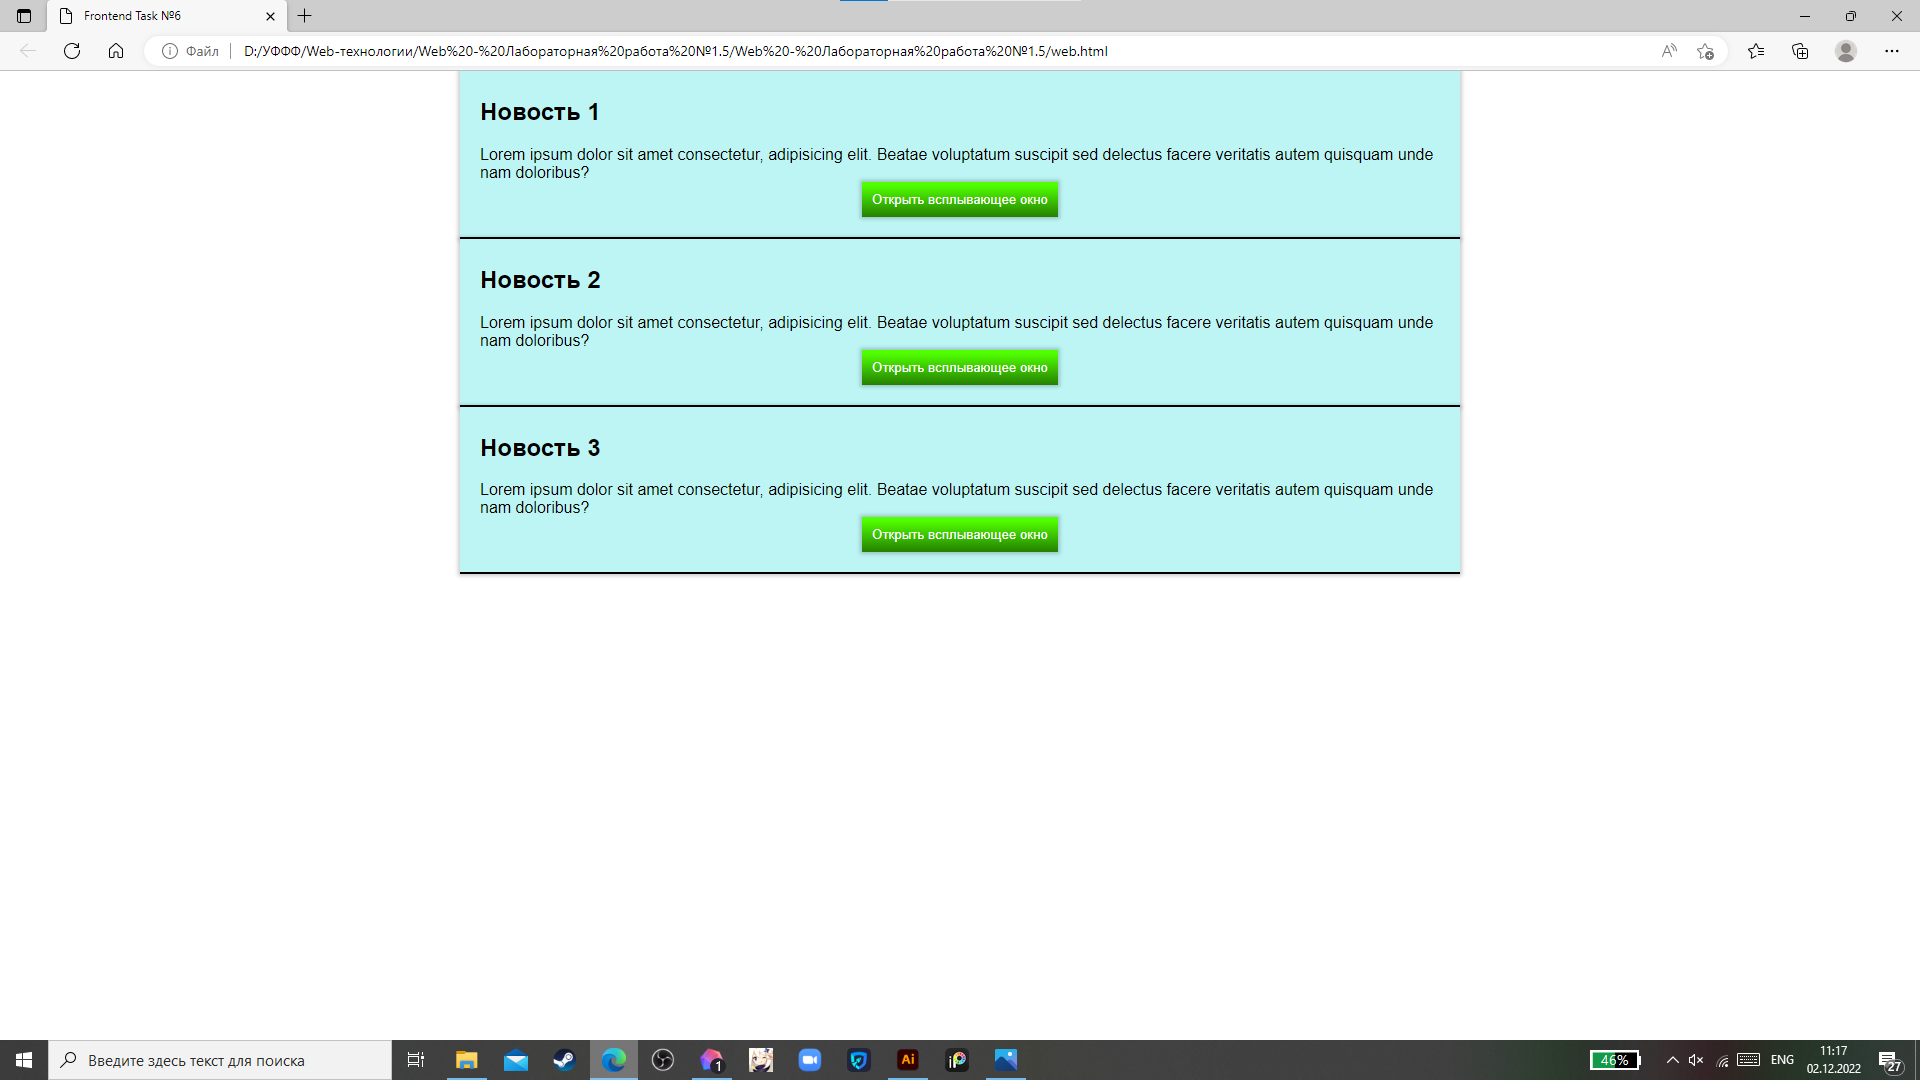 Frontend Task №6
Файл
D:/УФФФ/Web-технологии/Web%20-%20Лабораторная%20работа%20№1.5/Web%20-%20Лабораторная%20работа%20№1.5/web.html
Новость 1
Lorem ipsum dolor sit amet consectetur, adipisicing elit. Beatae voluptatum suscipit sed delectus facere veritatis autem quisquam unde
nam doloribus?
Открыть всплывающее окно
Новость 2
Lorem ipsum dolor sit amet consectetur, adipisicing elit. Beatae voluptatum suscipit sed delectus facere veritatis autem quisquam unde
nam doloribus?
Открыть всплывающее окно
Новость 3
Lorem ipsum dolor sit amet consectetur, adipisicing elit. Beatae voluptatum suscipit sed delectus facere veritatis autem quisquam unde
nam doloribus?
Открыть всплывающее окно
Введите здесь текст для поиска
1
Ai
iP
46%
ENG
11:17
02.12.2022
27